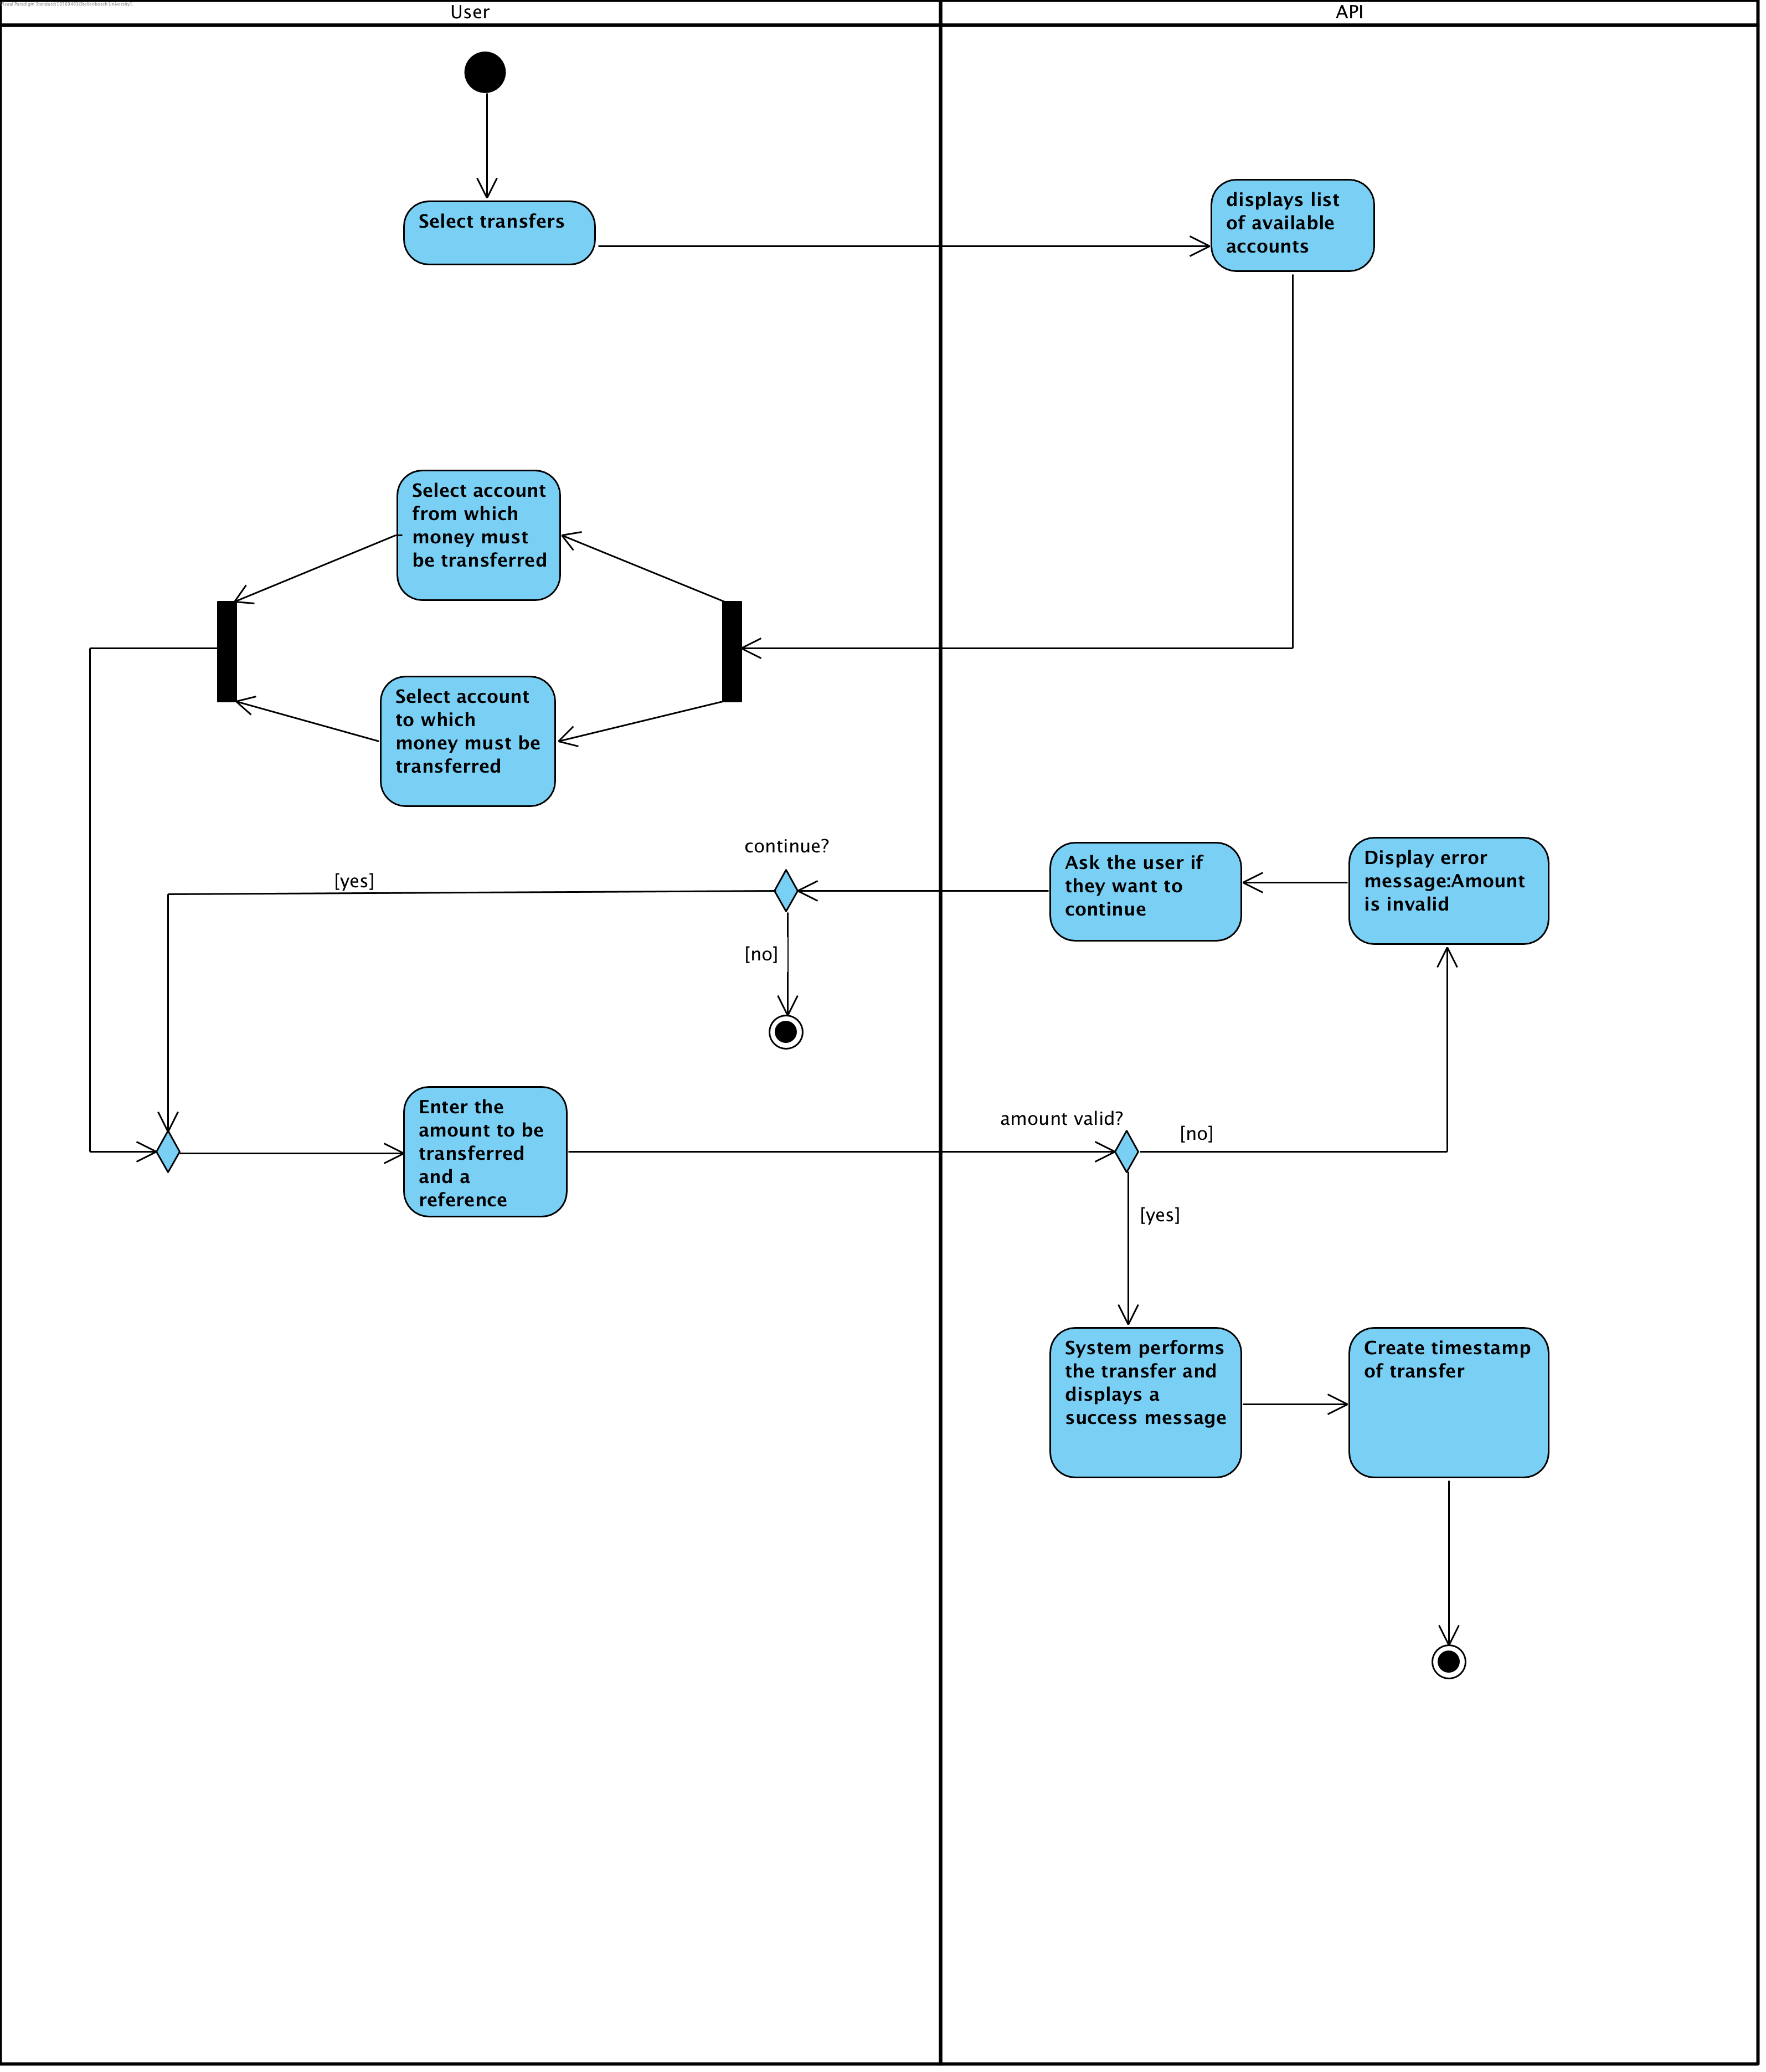 User
API
Select transfers
displays list
of available
accounts
Select account
from which
money must
be transferred
Select account
to which
money must be
transferred
continue?
[yes]
[no]
Ask the user if
they want to
continue
Display error
message:Amount
is invalid
Enter the
amount to be
transferred
and a
reference
amount valid?
[no]
[yes]
System performs
the transfer and
displays a
success message
Create timestamp
of transfer